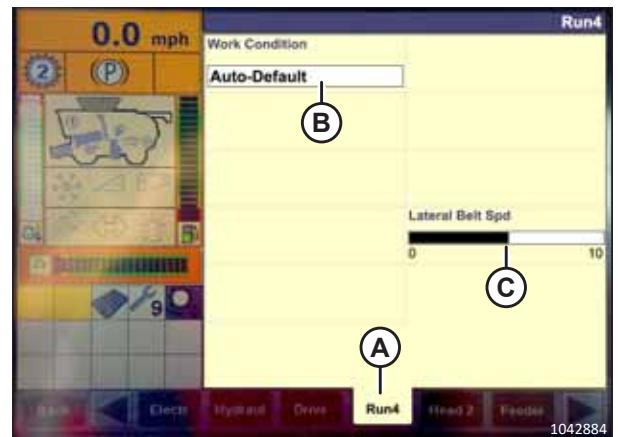 Run4
0.0 mph
Work Condition
2
(P)
Auto-Default
B
Lateral Belt Spd
0 10
C
9
A
Back Electr Hydraul Drive Run4 Head 2 Feeder
1042884